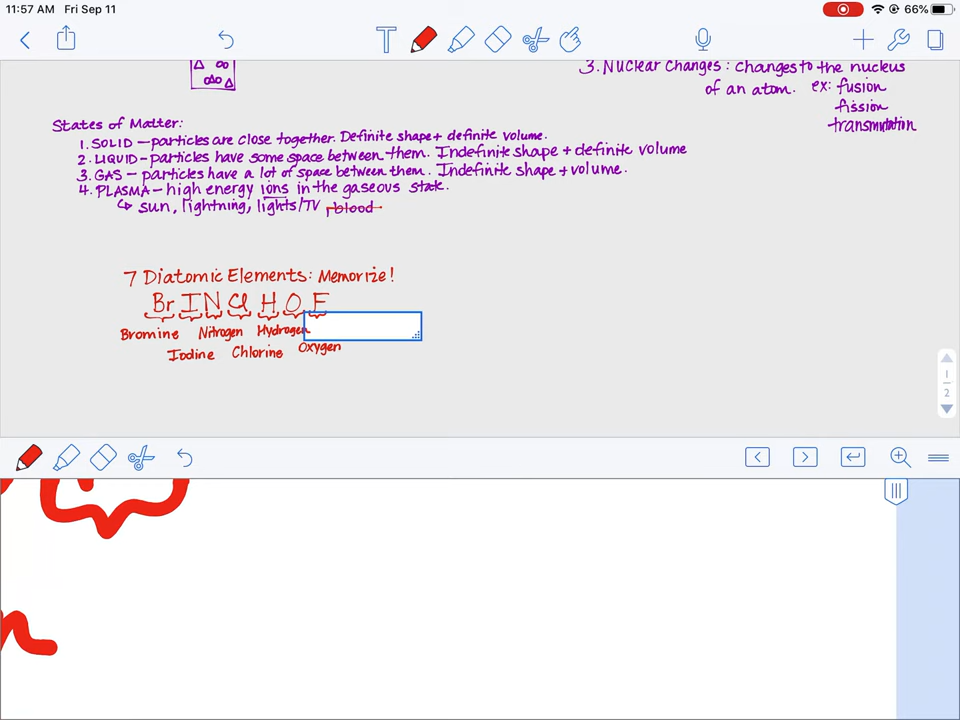 11:57 AM Fri Sep 11
66%
3. Nuclear Changes: changes to the nucleus
of an atom. ex: fusion
fission
transmutation
States of Matter:
1. SOLID - particles are close together. Definite shape + definite volume.
2. LIQUID - particles have some space between them. Indefinite shape + definite volume
3. GAS - particles have a lot of space between them. Indefinite shape + volume.
4. PLASMA - high energy ions in the gaseous state.
↳ sun, lightning, lights/TV, blood
7 Diatomic Elements: Memorize!
Br I N Cl H O F
Bromine Nitrogen Hydrogen
Iodine Chlorine Oxygen
1
2